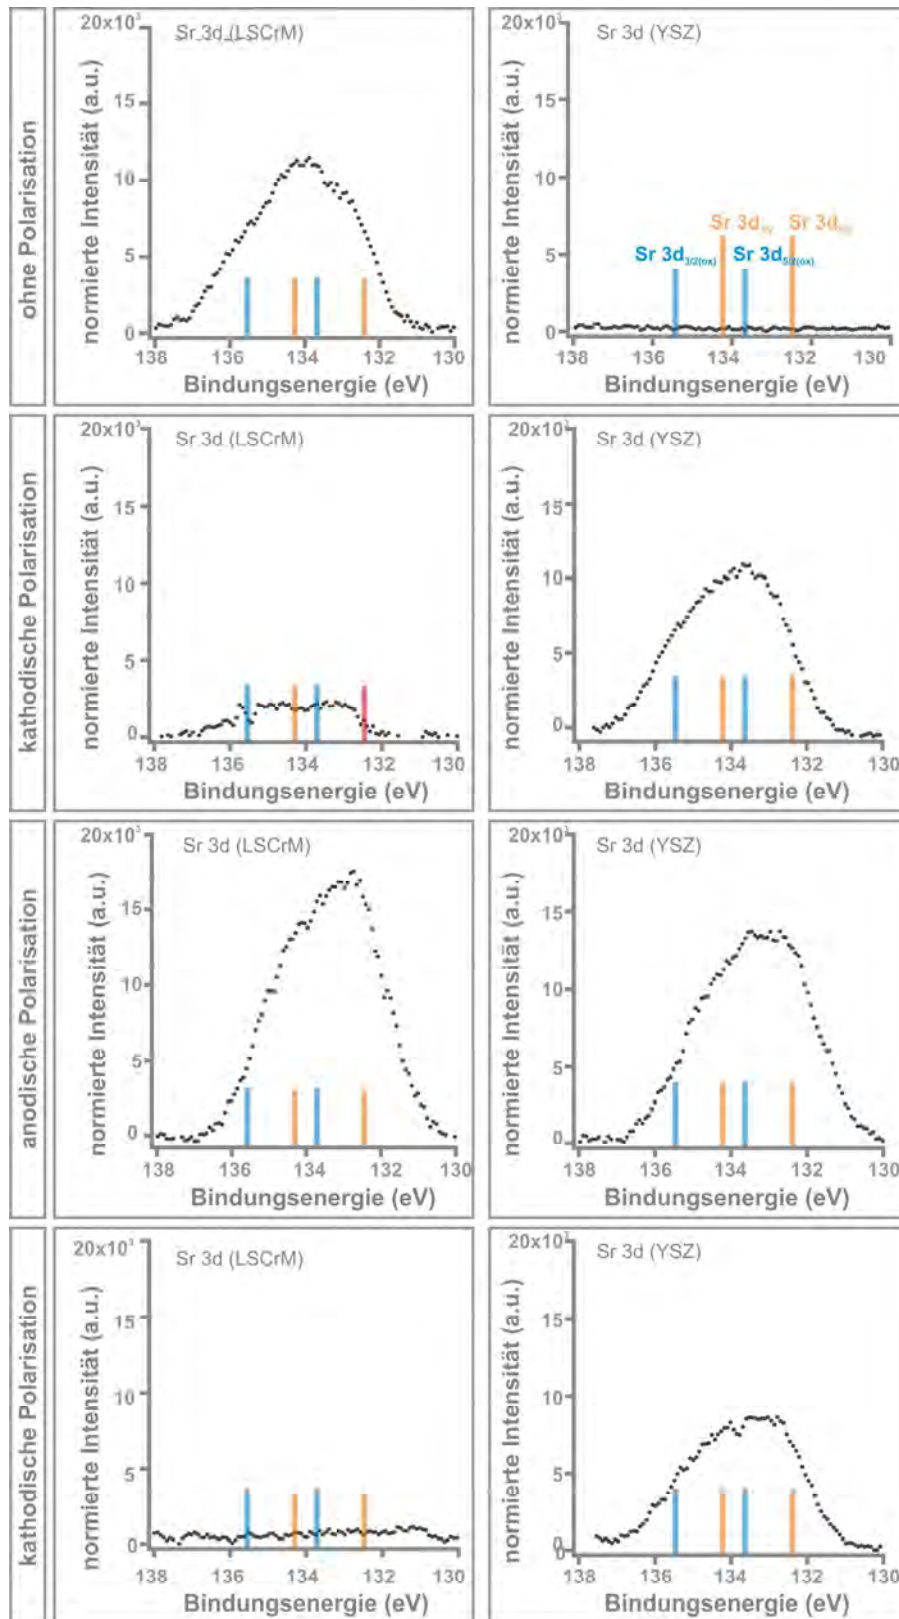 ohne Polarisation
20x10³
Sr 3d (LSCrM)
normierte Intensität (a.u.)
15
10
5
0
138 136 134 132 130
Bindungsenergie (eV)
20x10³
Sr 3d (YSZ)
normierte Intensität (a.u.)
15
10
Sr 3d Sr 3d
Sr 3d3/2(ox) Sr 3d5/2(ox)
5
0
138 136 134 132 130
Bindungsenergie (eV)
kathodische Polarisation
20x10³
Sr 3d (LSCrM)
normierte Intensität (a.u.)
15
10
5
0
138 136 134 132 130
Bindungsenergie (eV)
20x10³
Sr 3d (YSZ)
normierte Intensität (a.u.)
15
10
5
0
138 136 134 132 130
Bindungsenergie (eV)
anodische Polarisation
20x10³
Sr 3d (LSCrM)
normierte Intensität (a.u.)
15
10
5
0
138 136 134 132 130
Bindungsenergie (eV)
20x10³
Sr 3d (YSZ)
normierte Intensität (a.u.)
15
10
5
0
138 136 134 132 130
Bindungsenergie (eV)
kathodische Polarisation
20x10³
Sr 3d (LSCrM)
normierte Intensität (a.u.)
15
10
5
0
138 136 134 132 130
Bindungsenergie (eV)
20x10³
Sr 3d (YSZ)
normierte Intensität (a.u.)
15
10
5
0
138 136 134 132 130
Bindungsenergie (eV)